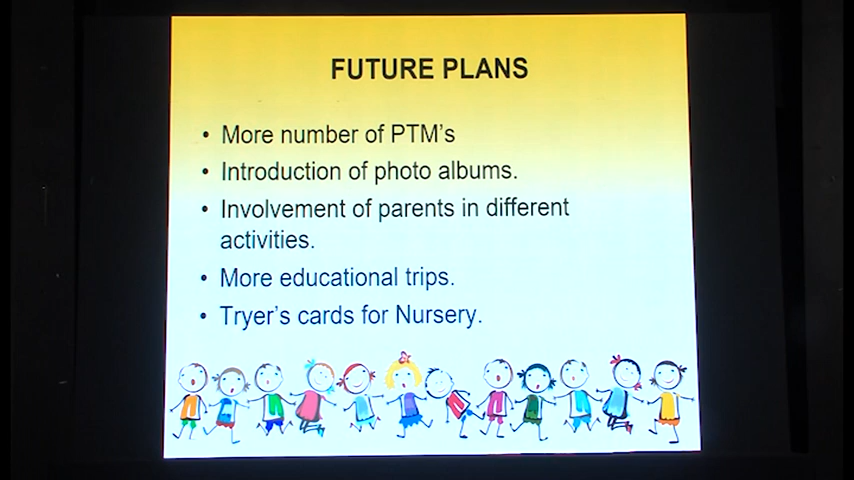 FUTURE PLANS
• More number of PTM's
• Introduction of photo albums.
• Involvement of parents in different
activities.
• More educational trips.
• Tryer's cards for Nursery.